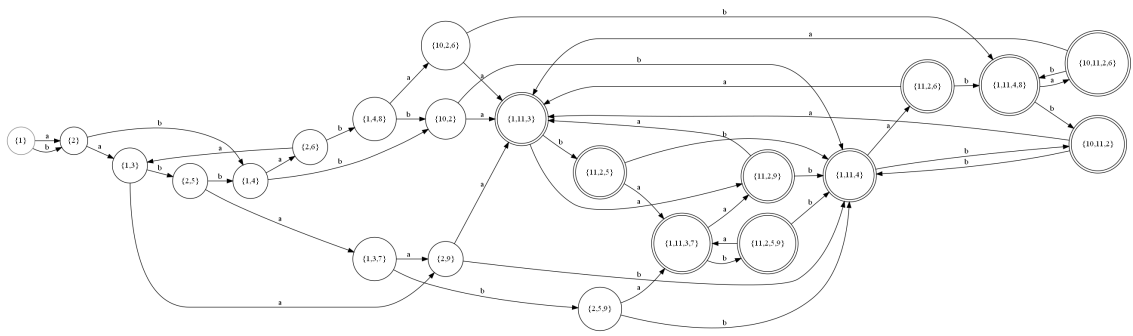 {1}
a
b
{2}
b
a
{1,3}
a
b
{2,5}
b
{1,4}
a
{2,6}
b
a
b
{1,4,8}
a
b
{10,2,6}
b
a
{10,2}
b
a
a
{1,3,7}
a
b
{2,9}
a
b
{2,5,9}
a
b
{1,11,3}
b
a
{11,2,5}
b
a
{1,11,3,7}
a
b
{11,2,9}
a
b
{11,2,5,9}
a
b
{1,11,4}
a
b
{11,2,6}
a
b
{1,11,4,8}
a
b
{10,11,2,6}
a
b
{10,11,2}
a
b